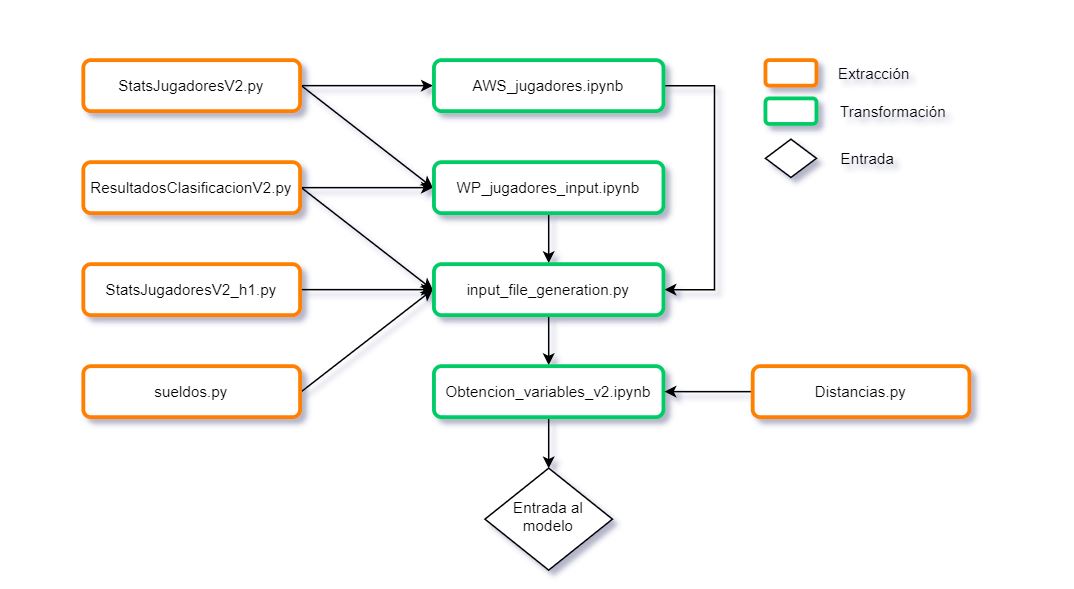 StatsJugadoresV2.py
AWS_jugadores.ipynb
Extracción
Transformación
Entrada
ResultadosClasificacionV2.py
WP_jugadores_input.ipynb
StatsJugadoresV2_h1.py
input_file_generation.py
sueldos.py
Obtencion_variables_v2.ipynb
Distancias.py
Entrada al
modelo